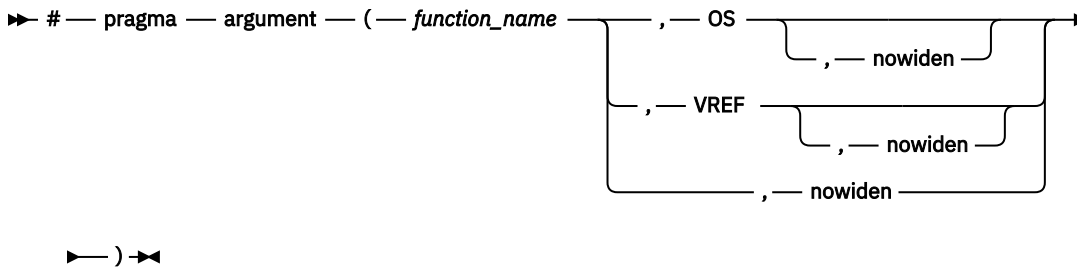 # pragma argument ( function_name , OS
, nowiden
, VREF
, nowiden
, nowiden
)